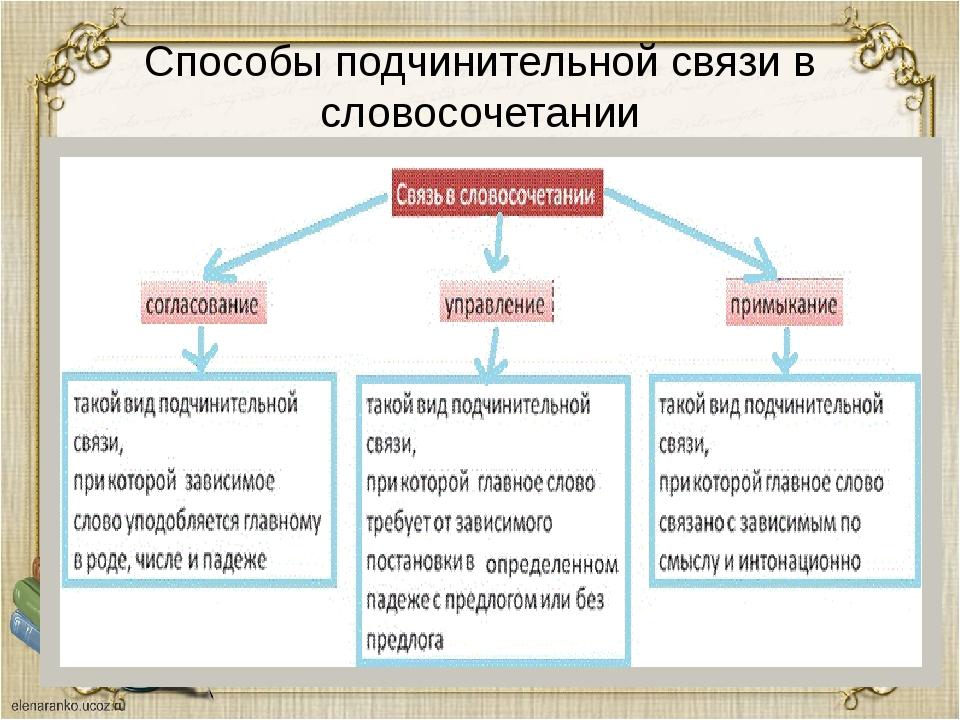 Способы подчинительной связи в
словосочетании
Связь в словосочетании
согласование
управление
примыкание
такой вид подчинительной
связи,
при которой зависимое
слово уподобляется главному
в роде, числе и падеже
такой вид подчинительной
связи,
при которой главное слово
требует от зависимого
постановки в определенном
падеже с предлогом или без
предлога
такой вид подчинительной
связи,
при которой главное слово
связано с зависимым по
смыслу и интонационно
elenaranko.ucoz.ru